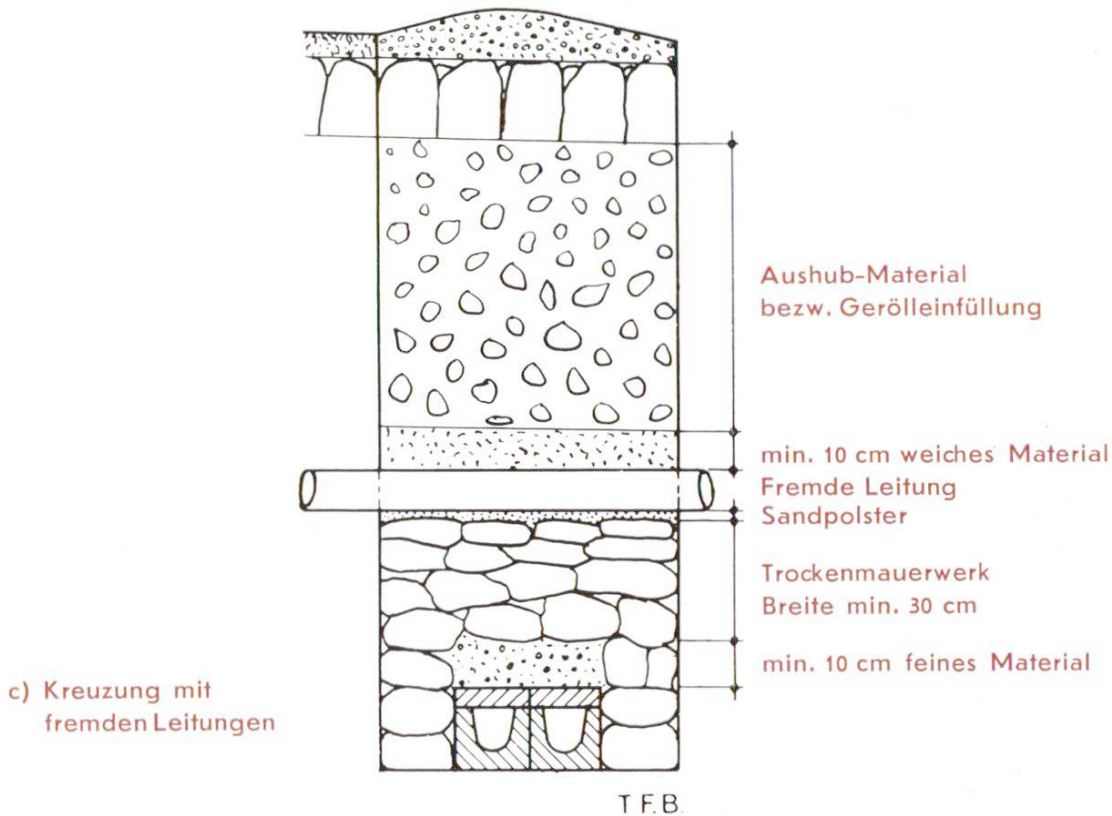 Aushub-Material
bezw. Gerölleinfüllung
min. 10 cm weiches Material
Fremde Leitung
Sandpolster
Trockenmauerwerk
Breite min. 30 cm
min. 10 cm feines Material
c) Kreuzung mit
fremden Leitungen
T F.B.